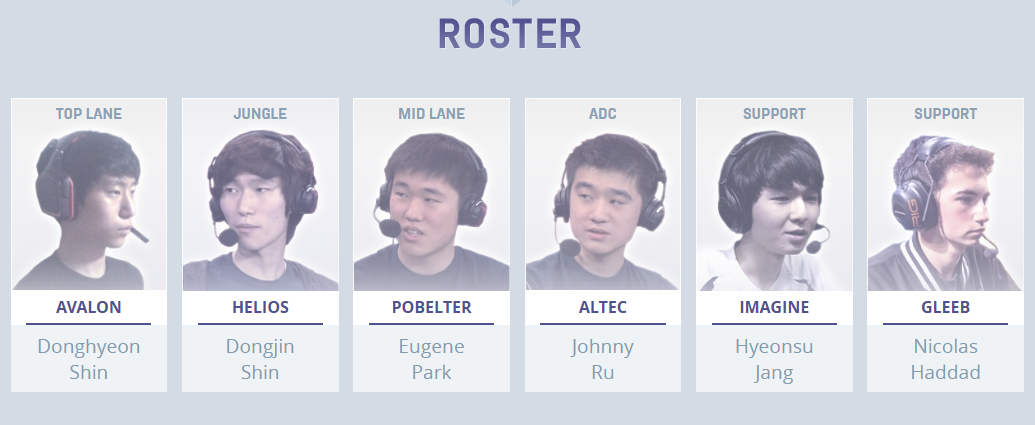 ROSTER
TOP LANE
AVALON
Donghyeon
Shin
JUNGLE
HELIOS
Dongjin
Shin
MID LANE
POBELTER
Eugene
Park
ADC
ALTEC
Johnny
Ru
SUPPORT
IMAGINE
Hyeonsu
Jang
SUPPORT
RIG
GLEEB
Nicolas
Haddad